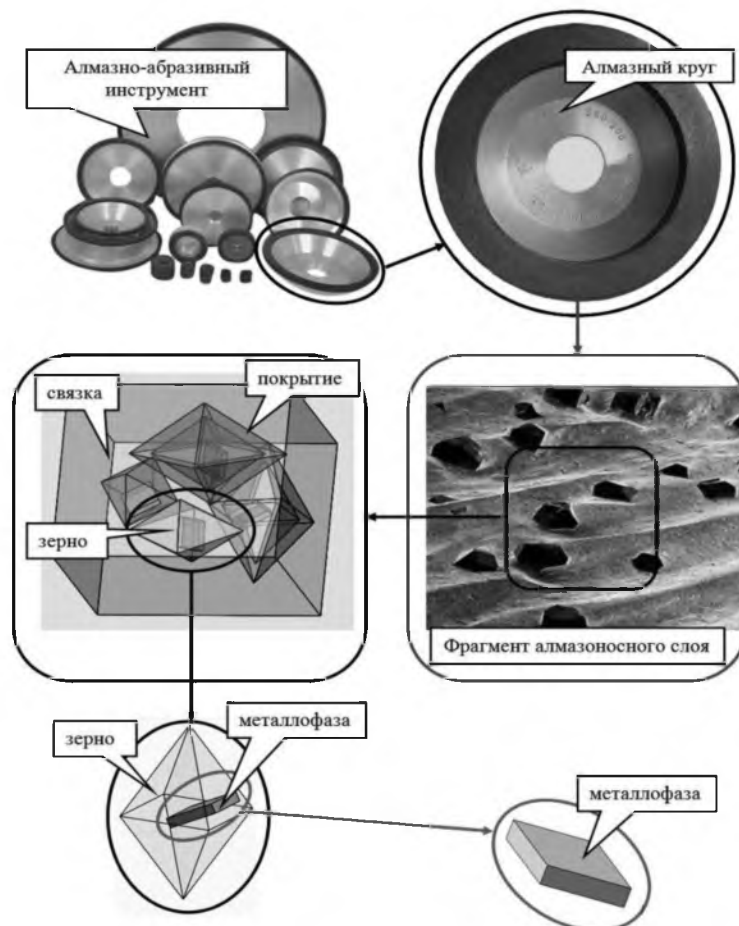 Алмазно-абразивный
инструмент
Алмазный круг
связка
покрытие
зерно
Фрагмент алмазоносного слоя
зерно
металлофаза
металлофаза